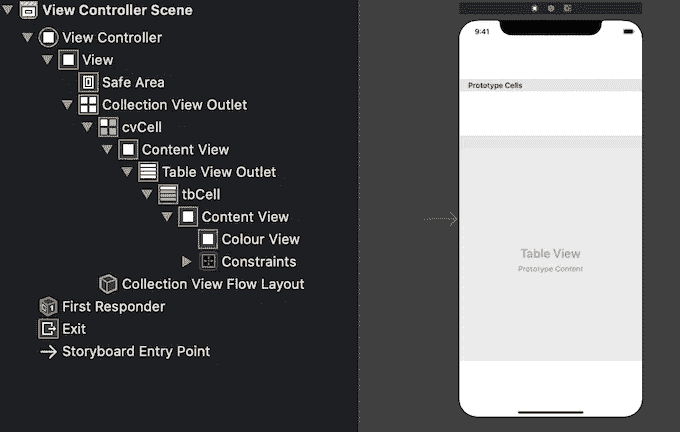 View Controller Scene
View Controller
View
Safe Area
Collection View Outlet
cvCell
Content View
Table View Outlet
tbCell
Content View
Colour View
Constraints
Collection View Flow Layout
First Responder
Exit
Storyboard Entry Point
9:41
Prototype Cells
Table View
Prototype Content